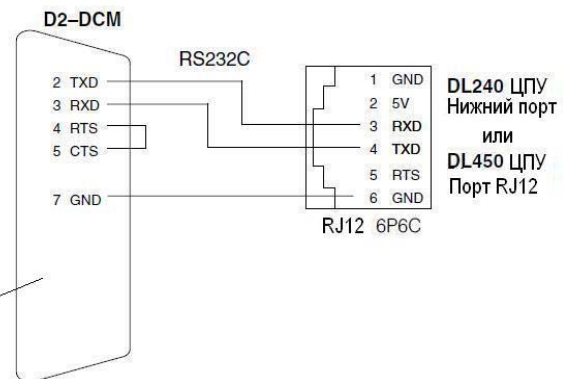 D2–DCM
RS232C
2 TXD
3 RXD
4 RTS
5 CTS
7 GND
1 GND
2 5V
3 RXD
4 TXD
5 RTS
6 GND
RJ12 6P6C
DL240 ЦПУ
Нижний порт
или
DL450 ЦПУ
Порт RJ12